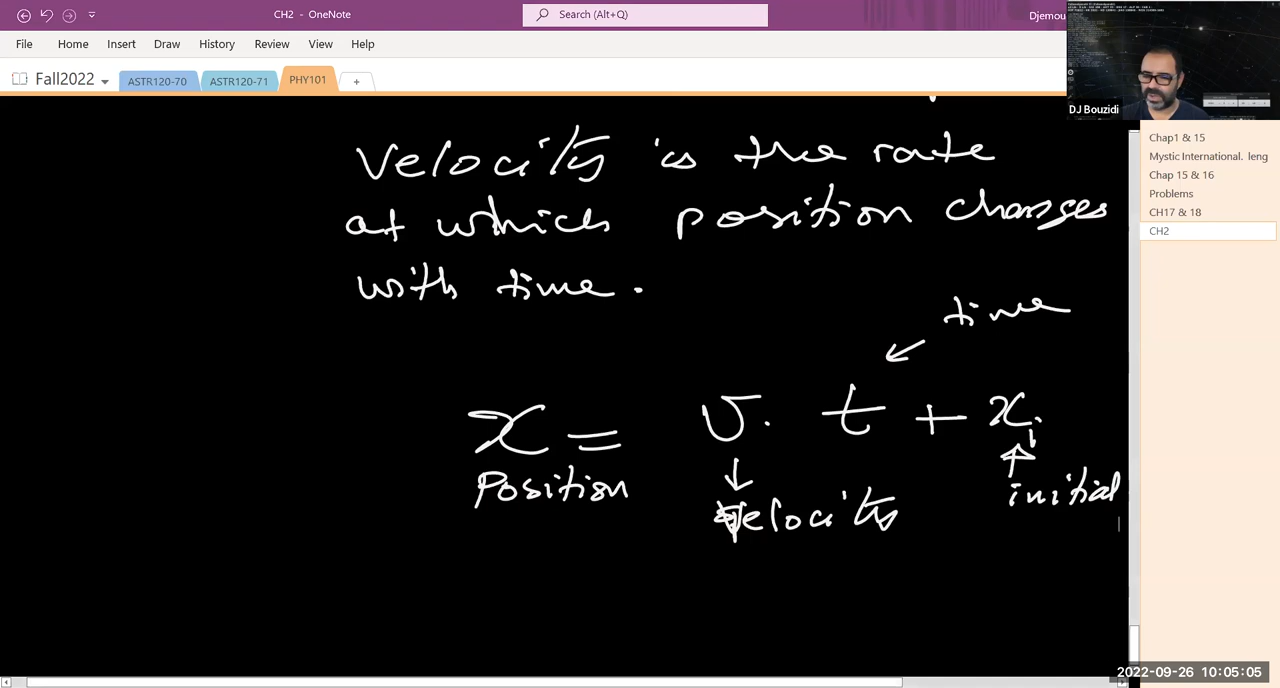 CH2 - OneNote
Search (Alt+Q)
Djemou
File Home Insert Draw History Review View Help
Fall2022 ASTR120-70 ASTR120-71 PHY101 +
DJ Bouzidi
Chap1 & 15
Mystic International. leng
Chap 15 & 16
Problems
CH17 & 18
CH2
Velocity is the rate
at which position changes
with time.
time
x = v. t + xi
Position
Velocity
initial
2022-09-26 10:05:05